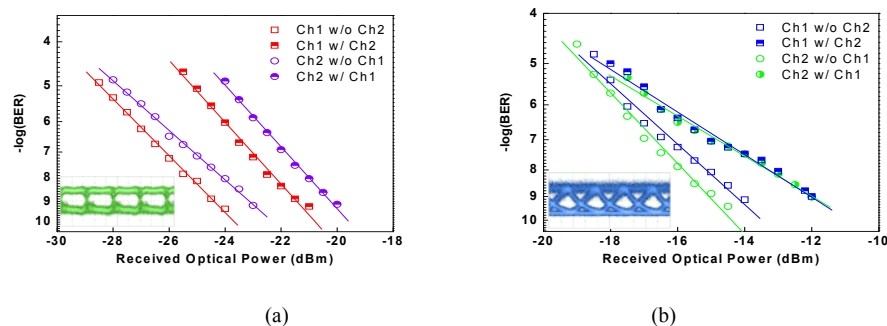 Ch1 w/o Ch2
Ch1 w/ Ch2
Ch2 w/o Ch1
Ch2 w/ Ch1
4
5
6
7
8
9
10
-log(BER)
-30 -28 -26 -24 -22 -20 -18
Received Optical Power (dBm)
(a)
Ch1 w/o Ch2
Ch1 w/ Ch2
Ch2 w/o Ch1
Ch2 w/ Ch1
4
5
6
7
8
9
10
-log(BER)
-20 -18 -16 -14 -12 -10
Received Optical Power (dBm)
(b)